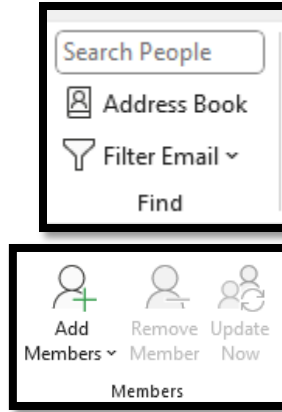 Search People
Address Book
Filter Email
Find
Add Members
Remove Member
Update Now
Members